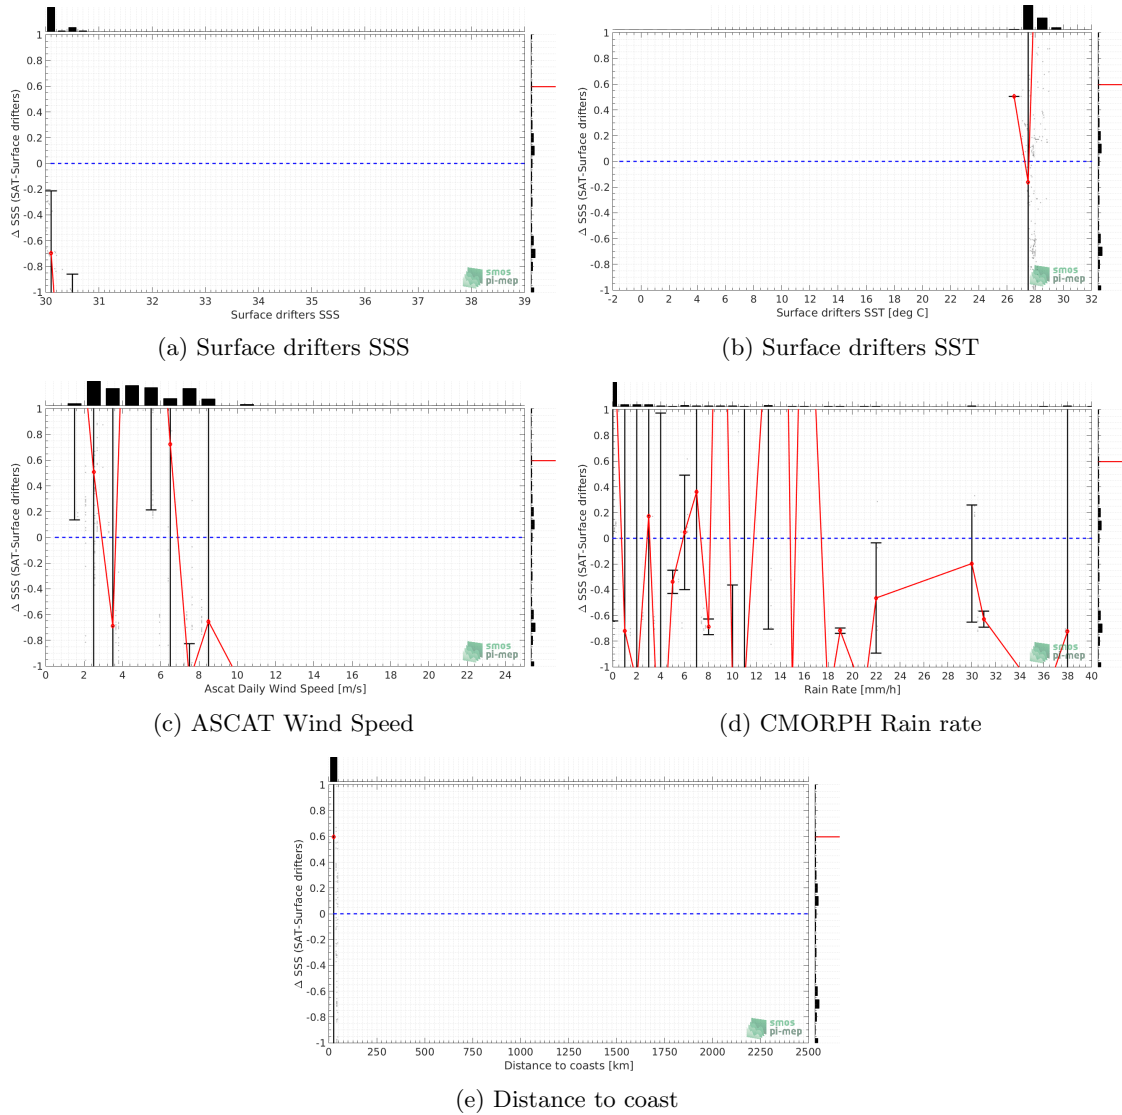 1
0.8
0.6
0.4
0.2
0
-0.2
-0.4
-0.6
-0.8
-1
Δ SSS (SAT-Surface drifters)
smos
pi-mep
30 31 32 33 34 35 36 37 38 39
Surface drifters SSS
(a) Surface drifters SSS
1
0.8
0.6
0.4
0.2
0
-0.2
-0.4
-0.6
-0.8
-1
Δ SSS (SAT-Surface drifters)
smos
pi-mep
-2 0 2 4 6 8 10 12 14 16 18 20 22 24 26 28 30 32
Surface drifters SST [deg C]
(b) Surface drifters SST
1
0.8
0.6
0.4
0.2
0
-0.2
-0.4
-0.6
-0.8
-1
Δ SSS (SAT-Surface drifters)
smos
pi-mep
0 2 4 6 8 10 12 14 16 18 20 22 24
Ascat Daily Wind Speed [m/s]
(c) ASCAT Wind Speed
1
0.8
0.6
0.4
0.2
0
-0.2
-0.4
-0.6
-0.8
-1
Δ SSS (SAT-Surface drifters)
smos
pi-mep
0 2 4 6 8 10 12 14 16 18 20 22 24 26 28 30 32 34 36 38 40
Rain Rate [mm/h]
(d) CMORPH Rain rate
1
0.8
0.6
0.4
0.2
0
-0.2
-0.4
-0.6
-0.8
-1
Δ SSS (SAT-Surface drifters)
smos
pi-mep
0 250 500 750 1000 1250 1500 1750 2000 2250 2500
Distance to coasts [km]
(e) Distance to coast